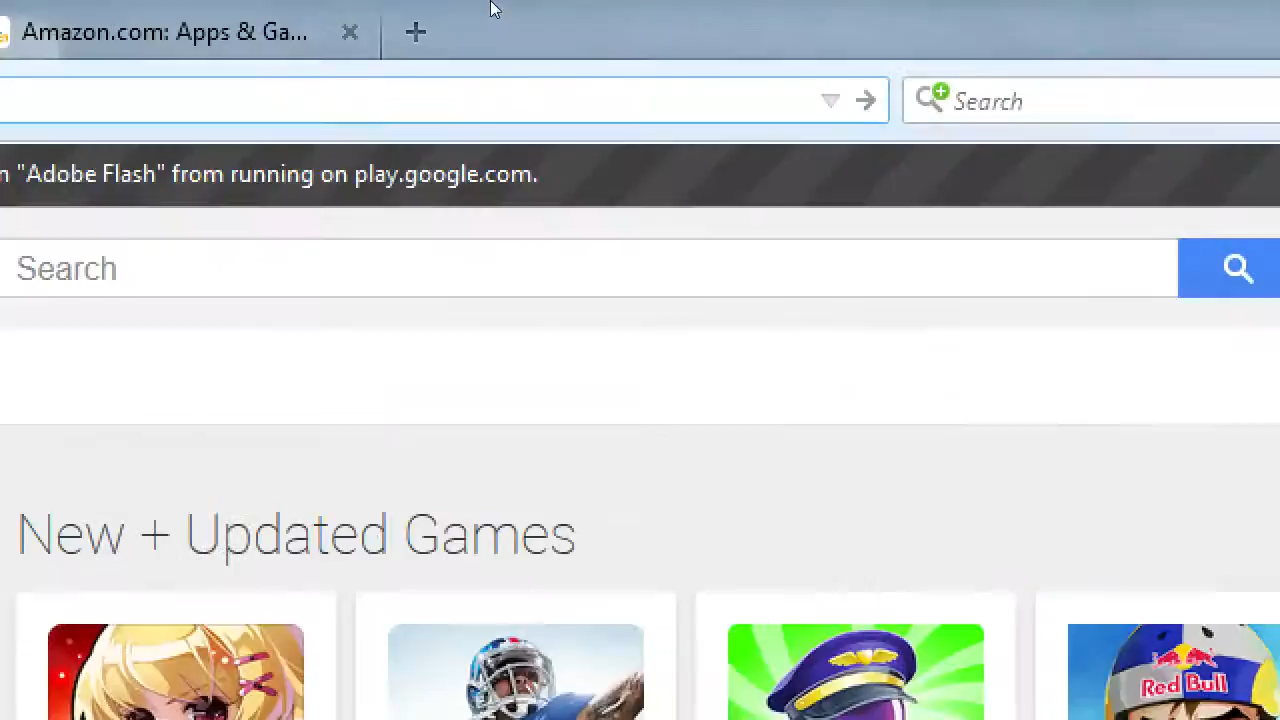 Amazon.com: Apps & Ga...
Search
"Adobe Flash" from running on play.google.com.
Search
New + Updated Games
Red Bull